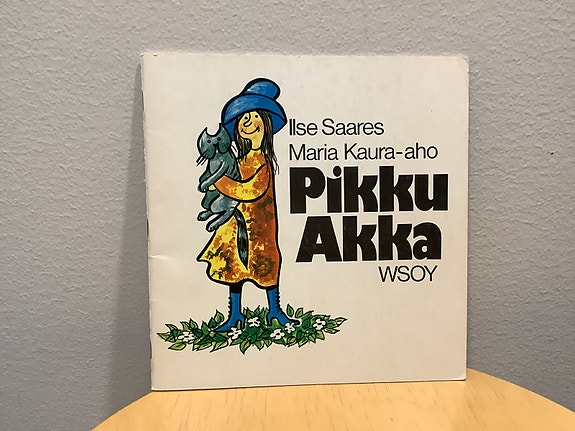 Ilse Saares
Maria Kaura-aho
Pikku
Akka
WSOY